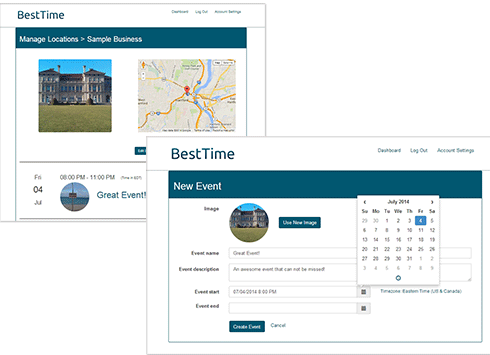 BestTime
Dashboard Log Out Account Settings
Manage Locations > Sample Business
Fri
04
Jul
08:00 PM - 11:00 PM (Time = EST)
Great Event!
BestTime
Dashboard Log Out Account Settings
New Event
Image
Use New Image
July 2014
Su Mo Tu We Th Fr Sa
29 30 1 2 3 4 5
6 7 8 9 10 11 12
13 14 15 16 17 18 19
20 21 22 23 24 25 26
27 28 29 30 31 1 2
3 4 5 6 7 8 9
Event name Great Event!
Event description An awesome event that can not be missed!
Event start 07/04/2014 8:00 PM Timezone: Eastern Time (US & Canada)
Event end
Create Event Cancel